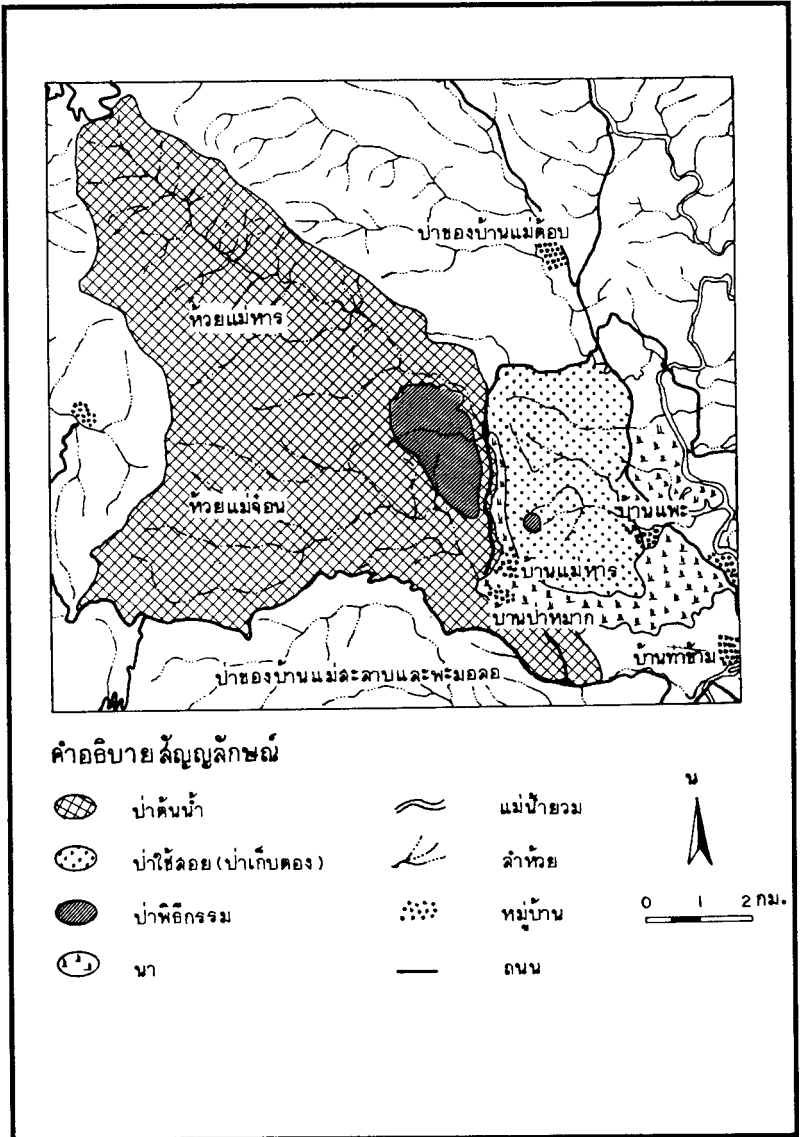 ป่าของบ้านแม่ต้อบ
ห้วยแม่หาร
ห้วยแม่จ๋อน
บ้านแพะ
บ้านแม่หาร
บ้านป่าหมาก
บ้านท่าข้าม
ป่าของบ้านแม่ละลาบและพะมอลอ
คำอธิบายสัญญลักษณ์
ป่าต้นน้ำ
แม่น้ำยวม
น
ป่าใช้สอย (ป่าเก็บตอง)
ลำห้วย
ป่าพิธีกรรม
หมู่บ้าน
0 1 2 กม.
นา
ถนน